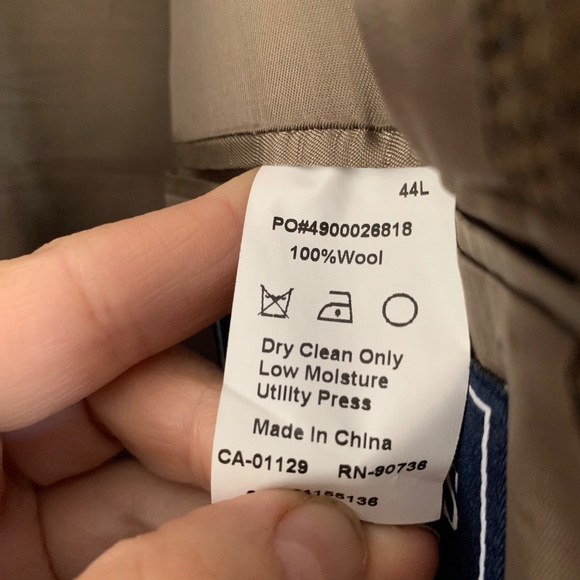 44L
PO#4900026818
100%Wool
Dry Clean Only
Low Moisture
Utility Press
Made In China
CA-01129 RN-90736